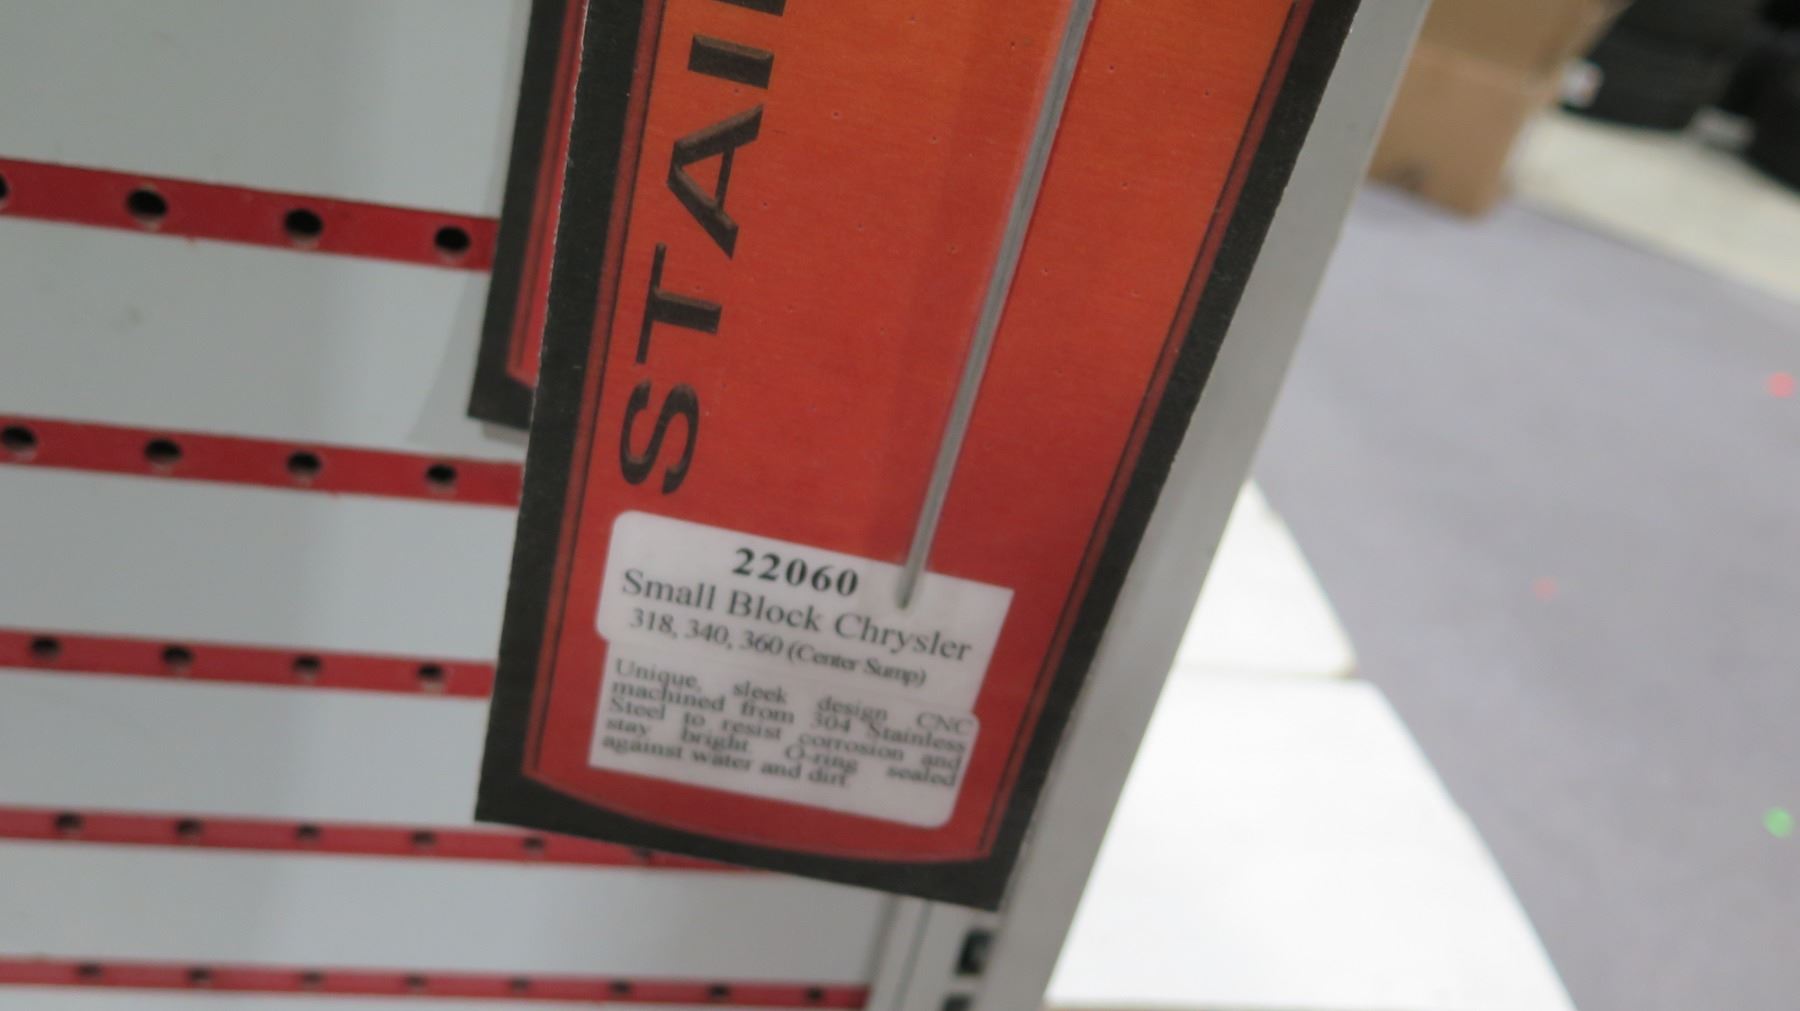 STAI
22060
Small Block Chrysler
318, 340, 360 (Center Sump)
Unique, sleek design CNC
machined from 304 Stainless
Steel to resist corrosion and
stay bright. O-ring sealed
against water and dirt.